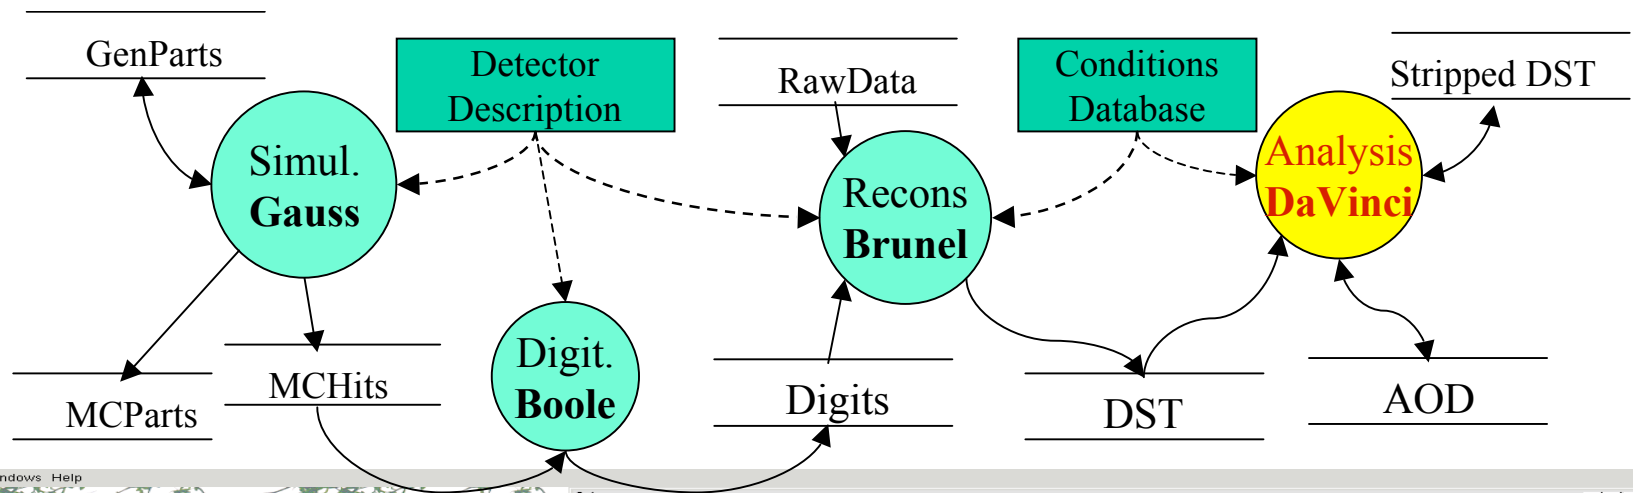 GenParts
Detector
Description
RawData
Conditions
Database
Stripped DST
Simul.
Gauss
Recons
Brunel
Analysis
DaVinci
MCParts
MCHits
Digit.
Boole
Digits
DST
AOD
ndows Help